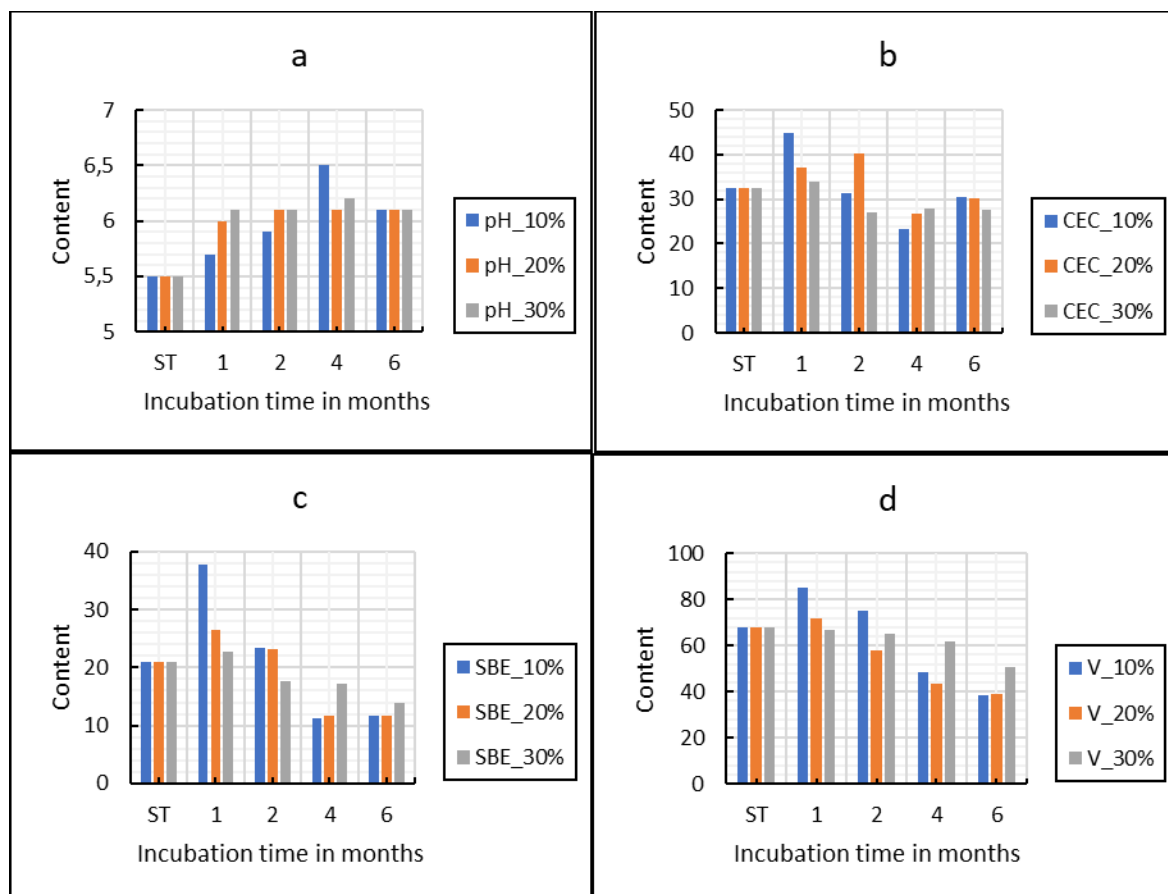 a
7
6,5
6
5,5
5
Content
ST 1 2 4 6
Incubation time in months
pH_10%
pH_20%
pH_30%
b
50
40
30
20
10
0
Content
ST 1 2 4 6
Incubation time in months
CEC_10%
CEC_20%
CEC_30%
c
40
30
20
10
0
Content
ST 1 2 4 6
Incubation time in months
SBE_10%
SBE_20%
SBE_30%
d
100
80
60
40
20
0
Content
ST 1 2 4 6
Incubation time in months
V_10%
V_20%
V_30%